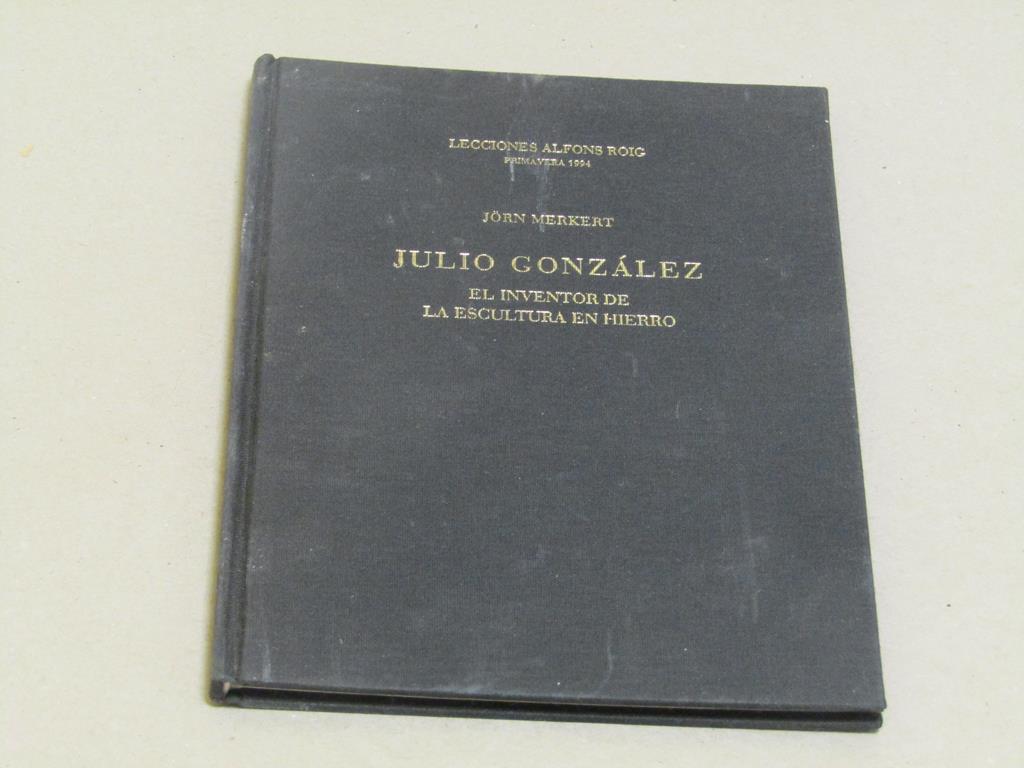 LECCIONES ALFONS ROIG
PRIMAVERA 1994
JÖRN MERKERT
JULIO GONZÁLEZ
EL INVENTOR DE
LA ESCULTURA EN HIERRO